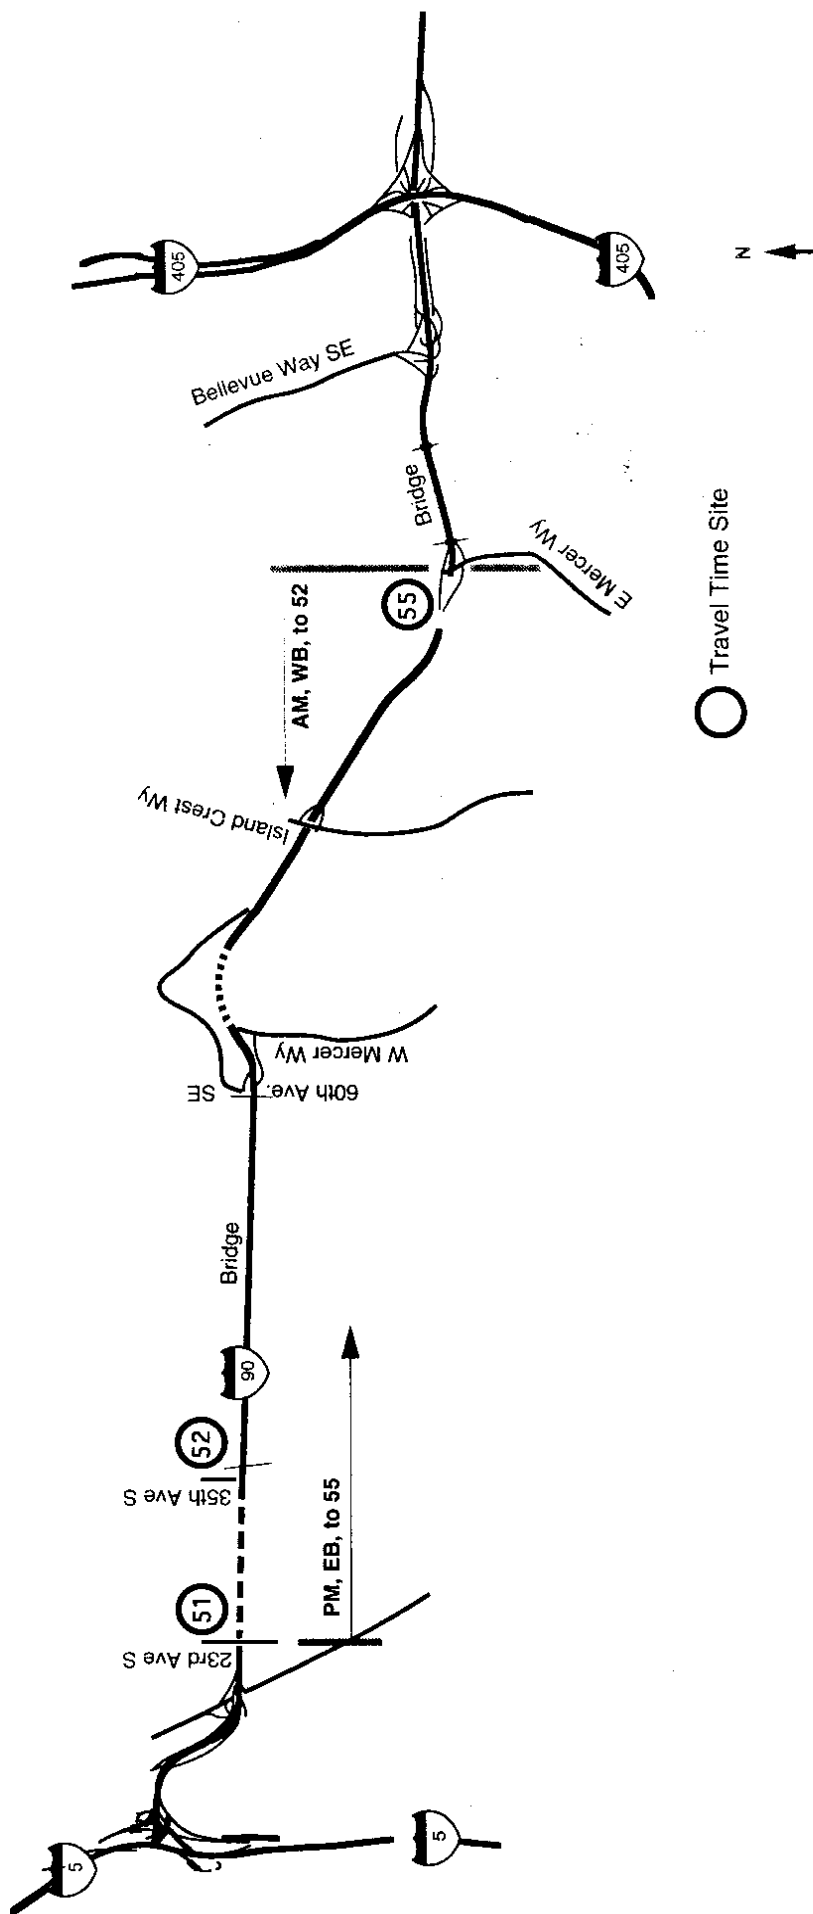 405
Bellevue Way SE
405
N
Bridge
E Mercer Wy
55
AM, WB, to 52
Travel Time Site
Island Crest Wy
W Mercer Wy
60th Ave. SE
Bridge
90
52
35th Ave S
PM, EB, to 55
51
23rd Ave S
5
5